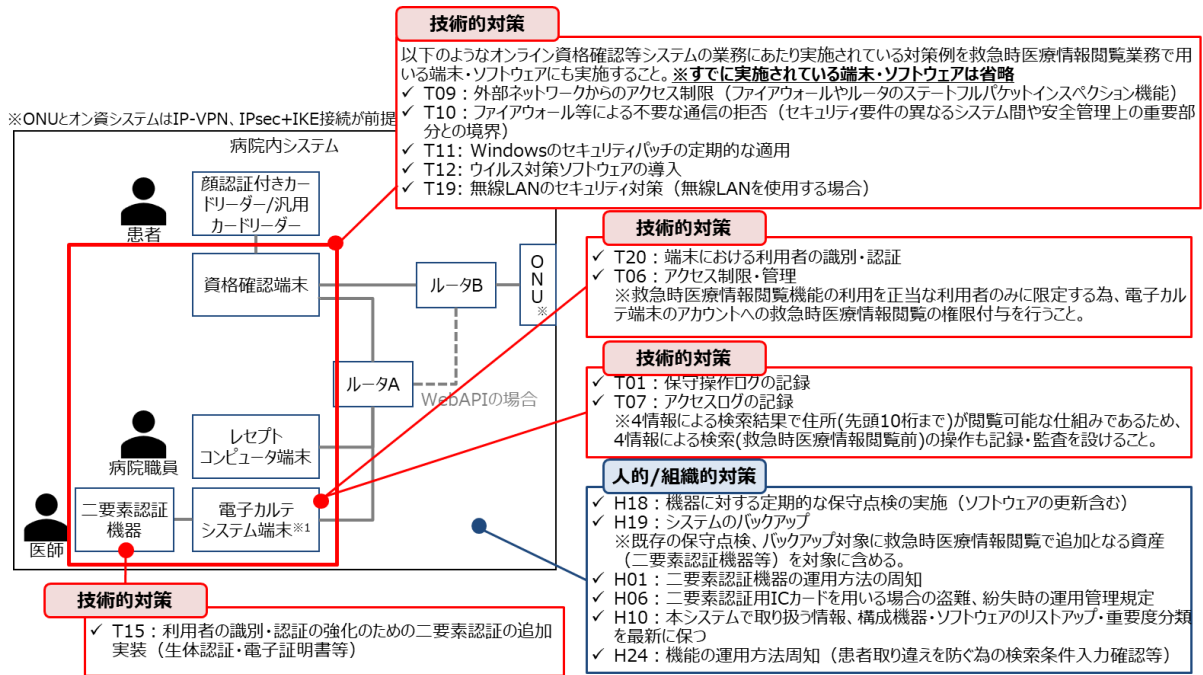 技術的対策
以下のようなオンライン資格確認等システムの業務にあたり実施されている対策例を救急時医療情報閲覧業務で用
いる端末・ソフトウェアにも実施すること。※すでに実施されている端末・ソフトウェアは省略
✓ T09：外部ネットワークからのアクセス制限（ファイアウォールやルータのステートフルパケットインスペクション機能）
✓ T10：ファイアウォール等による不要な通信の拒否（セキュリティ要件の異なるシステム間や安全管理上の重要部
分との境界）
✓ T11: Windowsのセキュリティパッチの定期的な適用
✓ T12：ウイルス対策ソフトウェアの導入
✓ T19：無線LANのセキュリティ対策（無線LANを使用する場合）
※ONUとオン資システムはIP-VPN、IPsec+IKE接続が前提
病院内システム
患者
顔認証付きカー
ドリーダー/汎用
カードリーダー
資格確認端末
ルータB
ONU※
ルータA
WebAPIの場合
病院職員
レセプト
コンピュータ端末
医師
二要素認証
機器
電子カルテ
システム端末※1
技術的対策
✓ T20：端末における利用者の識別・認証
✓ T06：アクセス制限・管理
※救急時医療情報閲覧機能の利用を正当な利用者のみに限定する為、電子カル
テ端末のアカウントへの救急時医療情報閲覧の権限付与を行うこと。
技術的対策
✓ T01：保守操作ログの記録
✓ T07：アクセスログの記録
※4情報による検索結果で住所(先頭10桁まで)が閲覧可能な仕組みであるため、
4情報による検索(救急時医療情報閲覧前)の操作も記録・監査を設けること。
人的/組織的対策
✓ H18：機器に対する定期的な保守点検の実施（ソフトウェアの更新含む）
✓ H19：システムのバックアップ
※既存の保守点検、バックアップ対象に救急時医療情報閲覧で追加となる資産
（二要素認証機器等）を対象に含める。
✓ H01：二要素認証機器の運用方法の周知
✓ H06：二要素認証用ICカードを用いる場合の盗難、紛失時の運用管理規定
✓ H10：本システムで取り扱う情報、構成機器・ソフトウェアのリストアップ・重要度分類
を最新に保つ
✓ H24：機能の運用方法周知（患者取り違えを防ぐ為の検索条件入力確認等）
技術的対策
✓ T15：利用者の識別・認証の強化のための二要素認証の追加
実装（生体認証・電子証明書等）